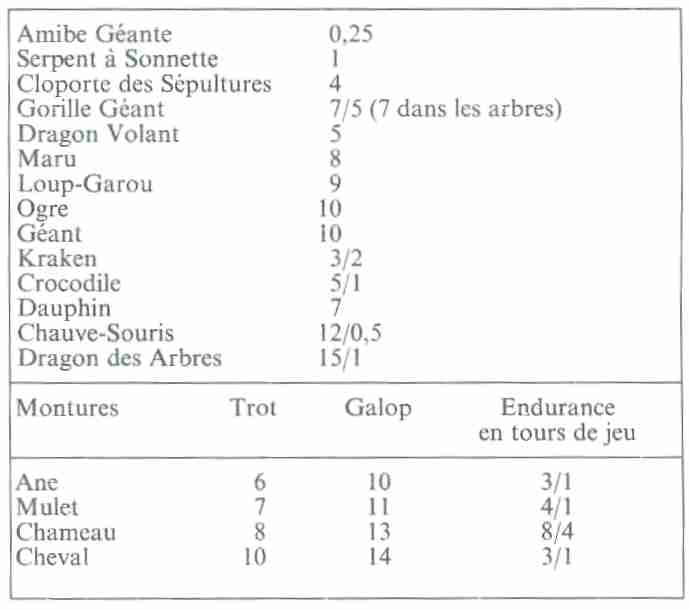 Amibe Géante 0,25
Serpent à Sonnette 1
Cloporte des Sépultures 4
Gorille Géant 7/5 (7 dans les arbres)
Dragon Volant 5
Maru 8
Loup-Garou 9
Ogre 10
Géant 10
Kraken 3/2
Crocodile 5/1
Dauphin 7
Chauve-Souris 12/0,5
Dragon des Arbres 15/1
Montures Trot Galop Endurance
en tours de jeu
Ane 6 10 3/1
Mulet 7 11 4/1
Chameau 8 13 8/4
Cheval 10 14 3/1